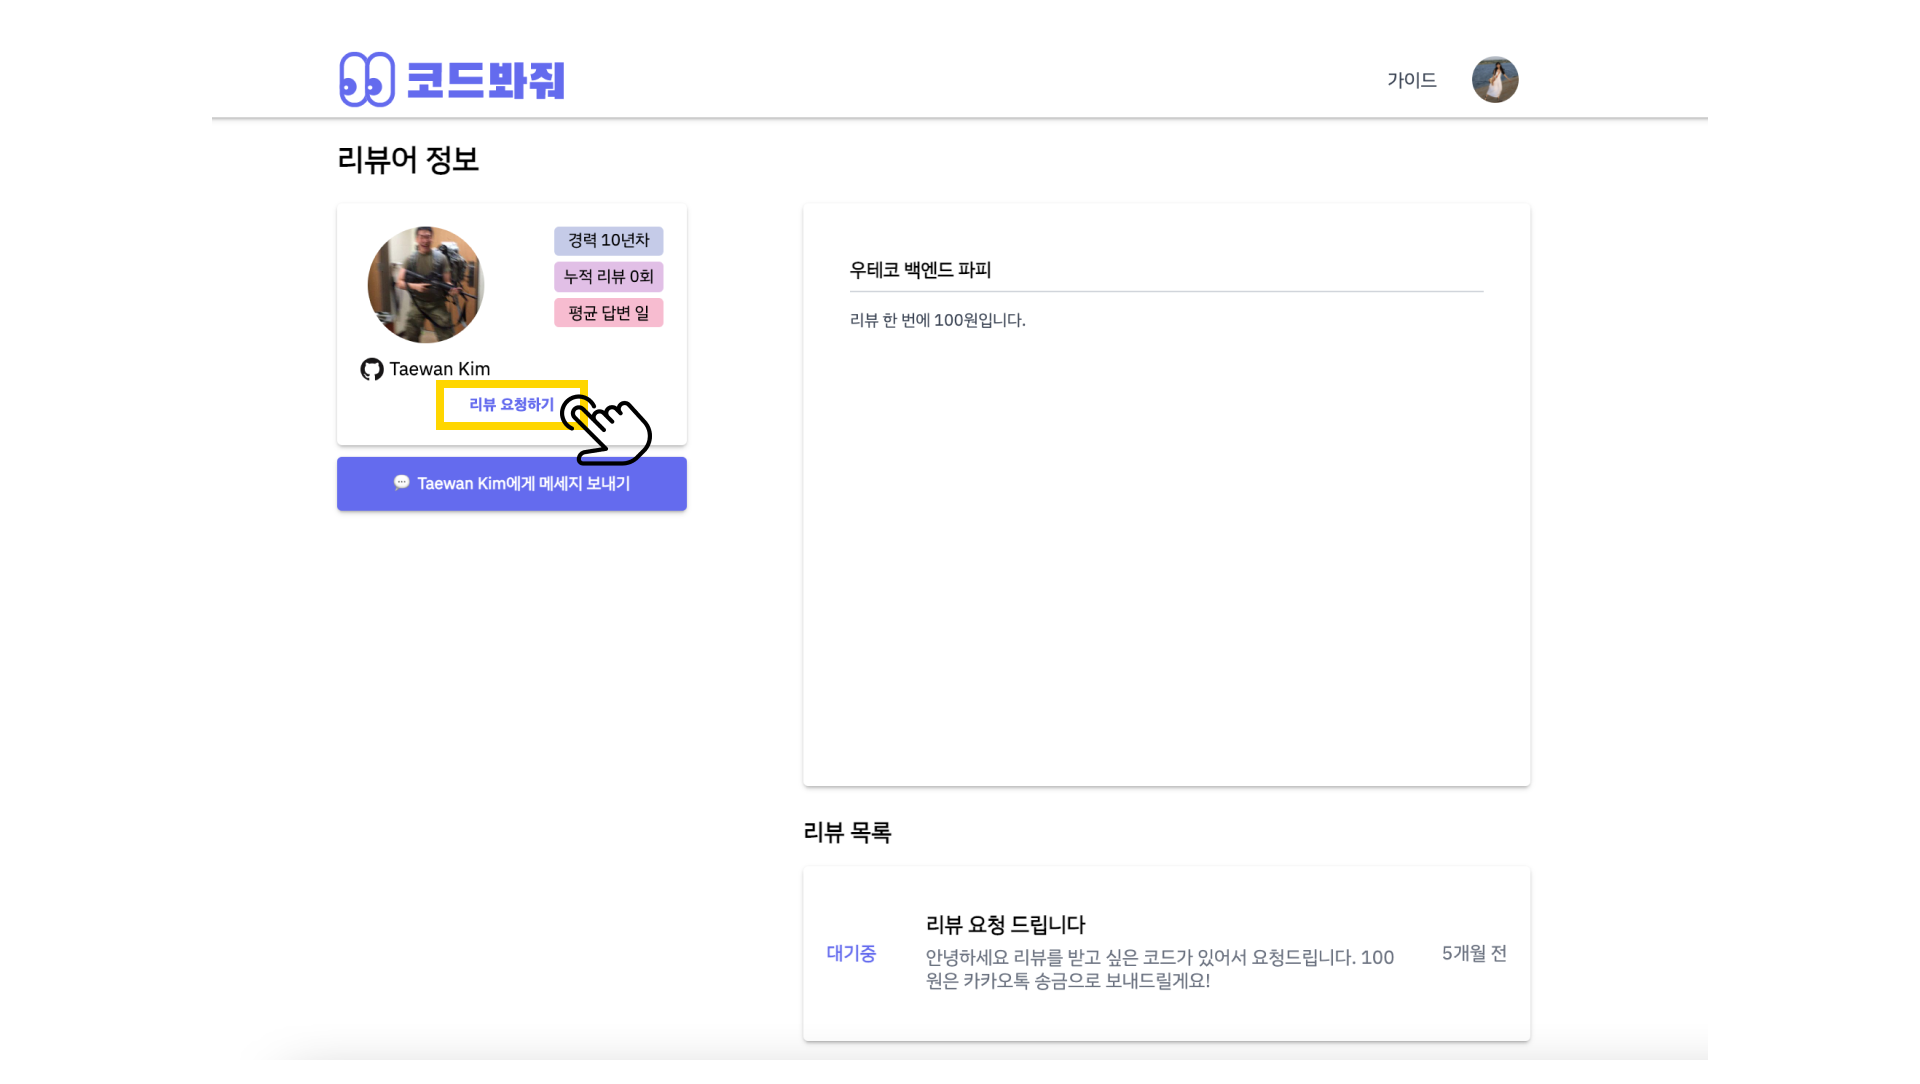 코드봐줘
가이드
리뷰어 정보
경력 10년차
누적 리뷰 0회
평균 답변 일
Taewan Kim
리뷰 요청하기
Taewan Kim에게 메세지 보내기
우테코 백엔드 파피
리뷰 한 번에 100원입니다.
리뷰 목록
대기중
리뷰 요청 드립니다
안녕하세요 리뷰를 받고 싶은 코드가 있어서 요청드립니다. 100
원은 카카오톡 송금으로 보내드릴게요!
5개월 전